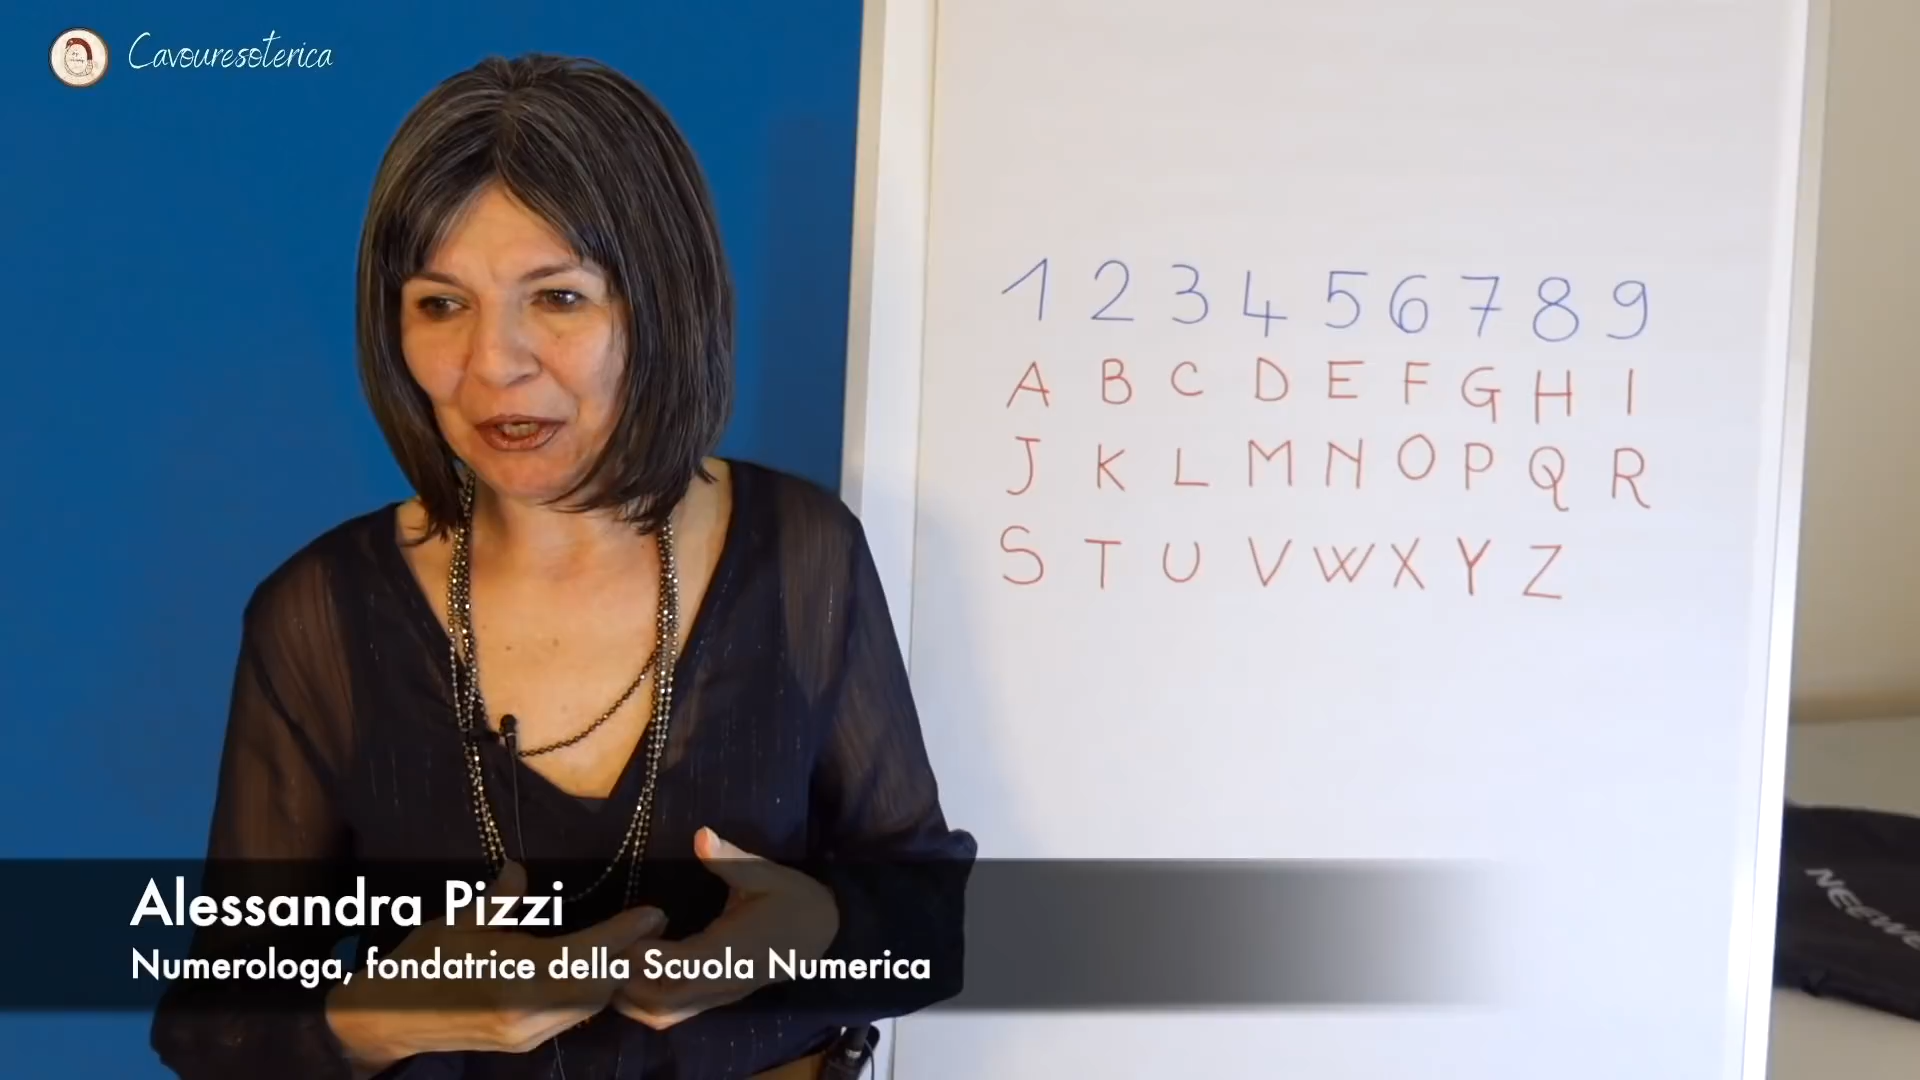 Cavouresoterica
1 2 3 4 5 6 7 8 9
A B C D E F G H I
J K L M N O P Q R
S T U V W X Y Z
Alessandra Pizzi
Numerologa, fondatrice della Scuola Numerica